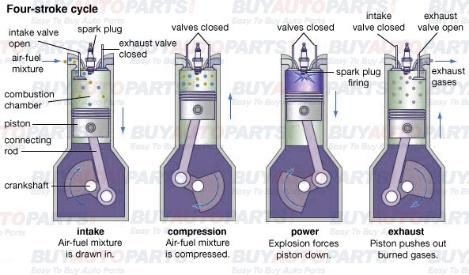 Four-stroke cycle
intake valve
open
spark plug
exhaust valve
closed
air-fuel
mixture
combustion
chamber
piston
connecting
rod
crankshaft
valves closed
valves closed
spark plug
firing
intake
valve closed
exhaust
valve open
exhaust
gases
intake
Air-fuel mixture
is drawn in.
compression
Air-fuel mixture
is compressed.
power
Explosion forces
piston down.
exhaust
Piston pushes out
burned gases.
BUYAUTOPARTS!
Easy To Buy Auto Parts